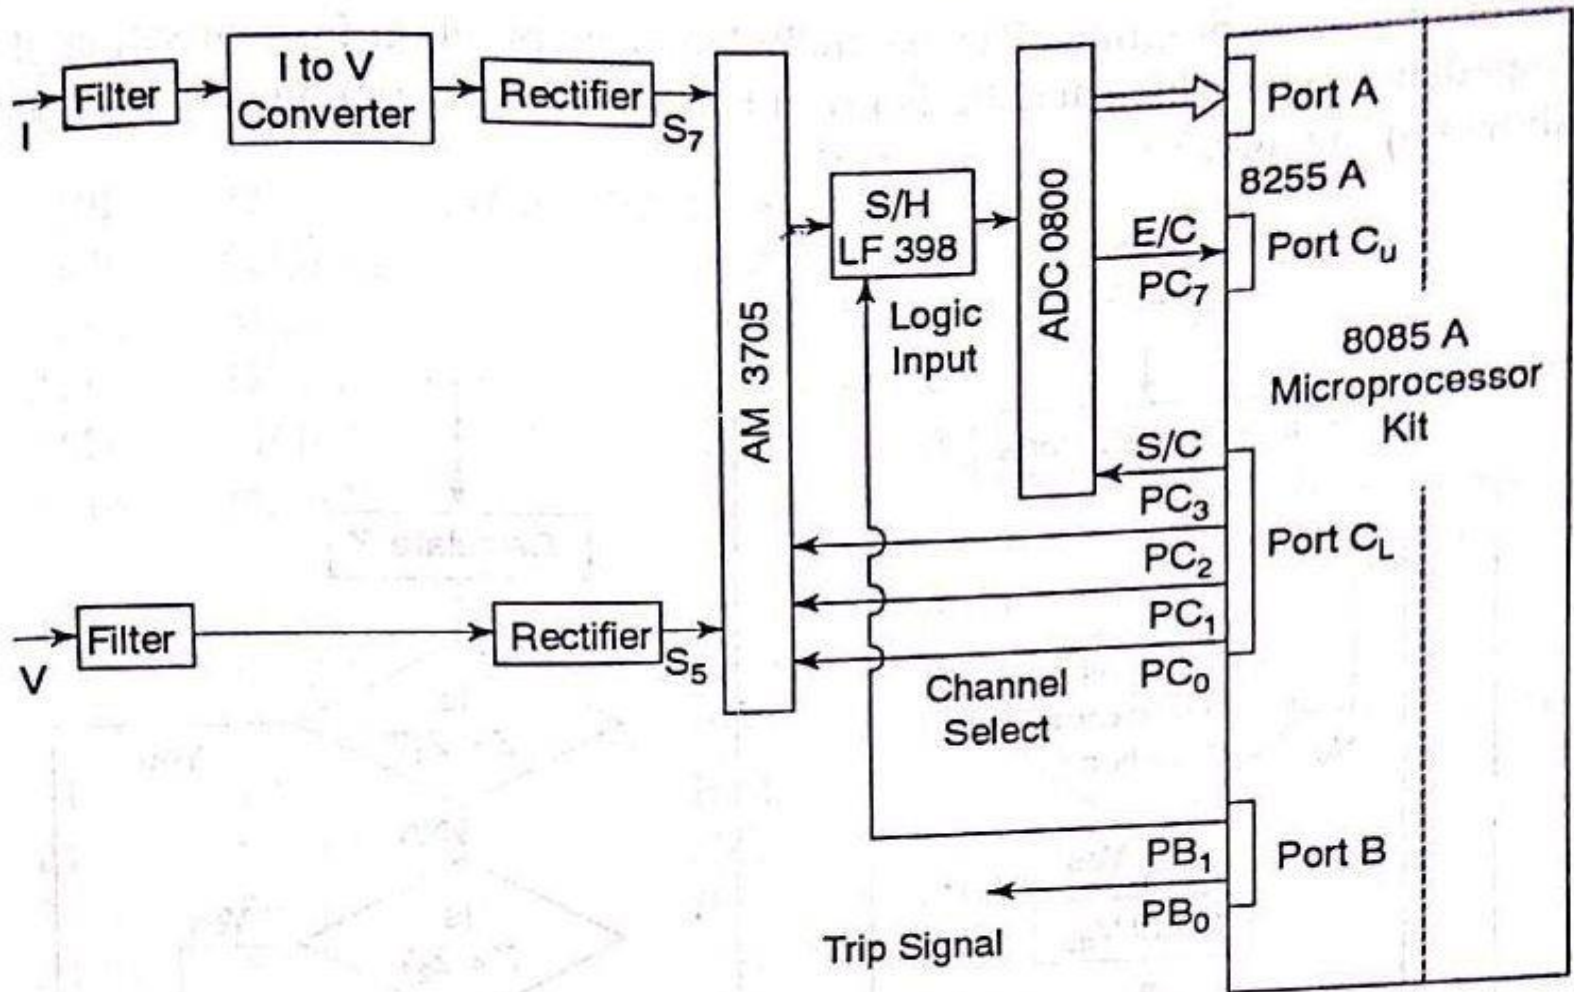 Filter
I to V
Converter
Rectifier
I
S7
AM 3705
S/H
LF 398
Logic
Input
ADC 0800
Port A
8255 A
E/C
PC7
Port Cu
8085 A
Microprocessor
Kit
S/C
PC3
Port CL
PC2
PC1
PC0
Channel
Select
Filter
Rectifier
V
S5
PB1
Port B
PB0
Trip Signal